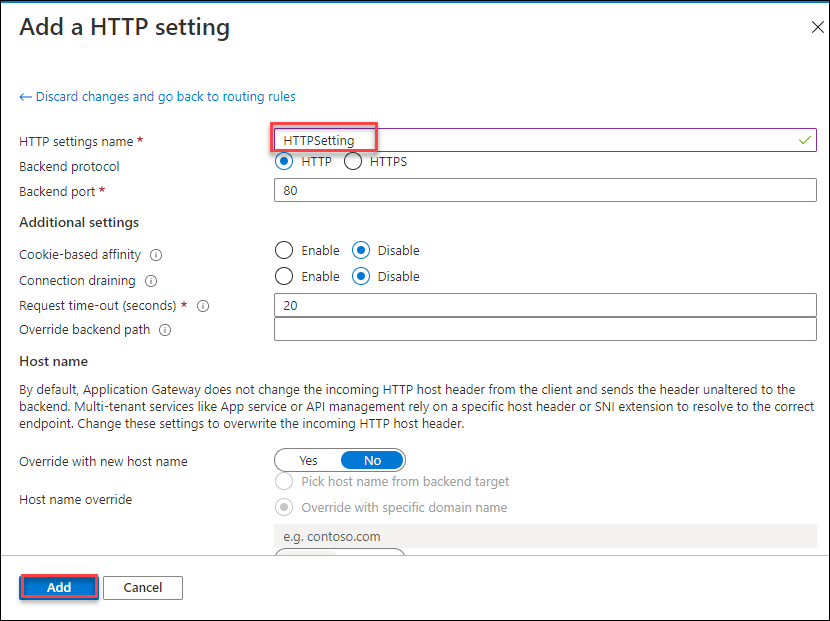 Add a HTTP setting
← Discard changes and go back to routing rules
HTTP settings name *
HTTPSetting
Backend protocol
HTTP HTTPS
Backend port *
80
Additional settings
Cookie-based affinity
Enable Disable
Connection draining
Enable Disable
Request time-out (seconds) *
20
Override backend path
Host name
By default, Application Gateway does not change the incoming HTTP host header from the client and sends the header unaltered to the
backend. Multi-tenant services like App service or API management rely on a specific host header or SNI extension to resolve to the correct
endpoint. Change these settings to overwrite the incoming HTTP host header.
Override with new host name
Yes No
Pick host name from backend target
Host name override
Override with specific domain name
e.g. contoso.com
Add Cancel